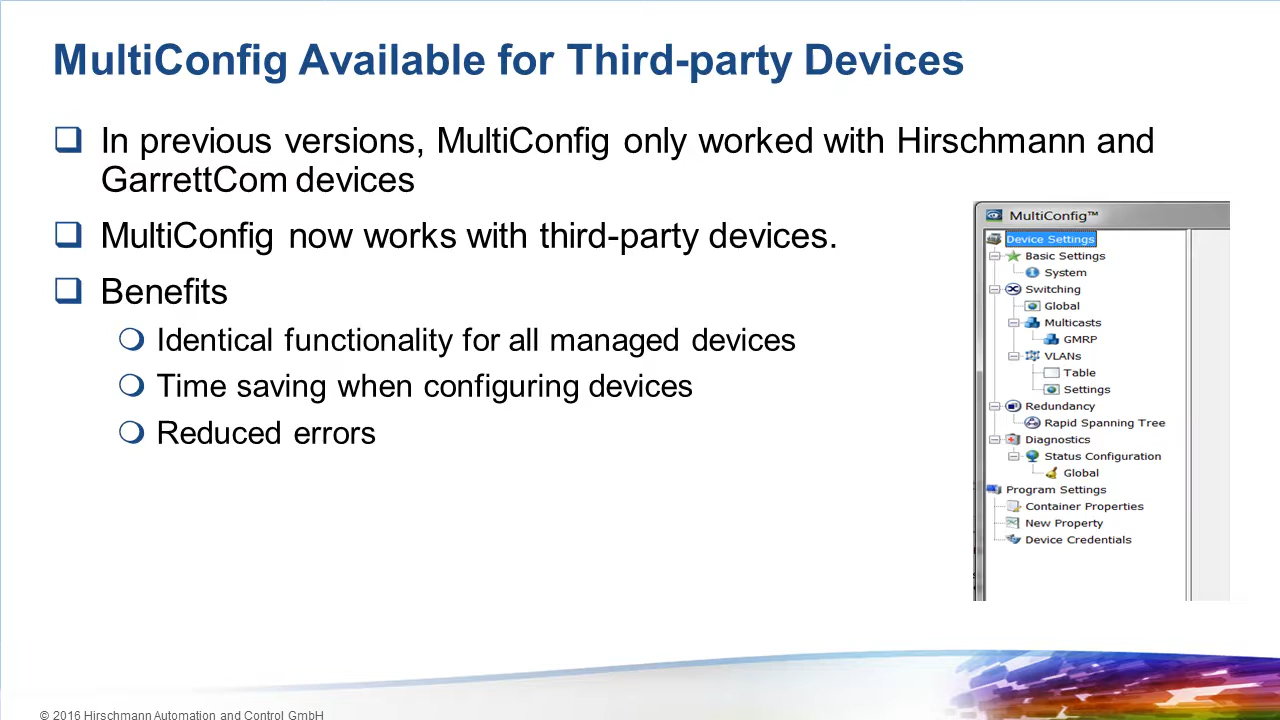 MultiConfig Available for Third-party Devices
In previous versions, MultiConfig only worked with Hirschmann and
GarrettCom devices
MultiConfig now works with third-party devices.
Benefits
Identical functionality for all managed devices
Time saving when configuring devices
Reduced errors
MultiConfig™
Device Settings
Basic Settings
System
Switching
Global
Multicasts
GMRP
VLANs
Table
Settings
Redundancy
Rapid Spanning Tree
Diagnostics
Status Configuration
Global
Program Settings
Container Properties
New Property
Device Credentials
© 2016 Hirschmann Automation and Control GmbH